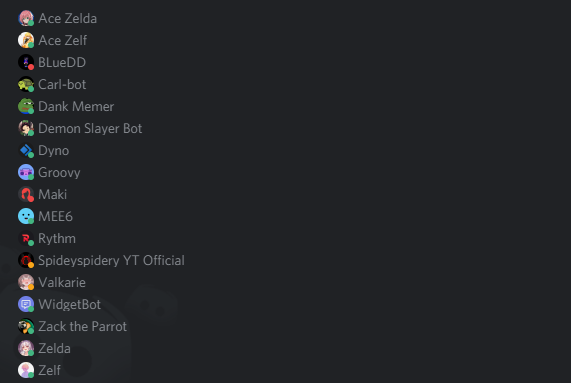 Ace Zelda
Ace Zelf
BLueDD
Carl-bot
Dank Memer
Demon Slayer Bot
Dyno
Groovy
Maki
MEE6
Rythm
Spideyspidery YT Official
Valkarie
WidgetBot
Zack the Parrot
Zelda
Zelf